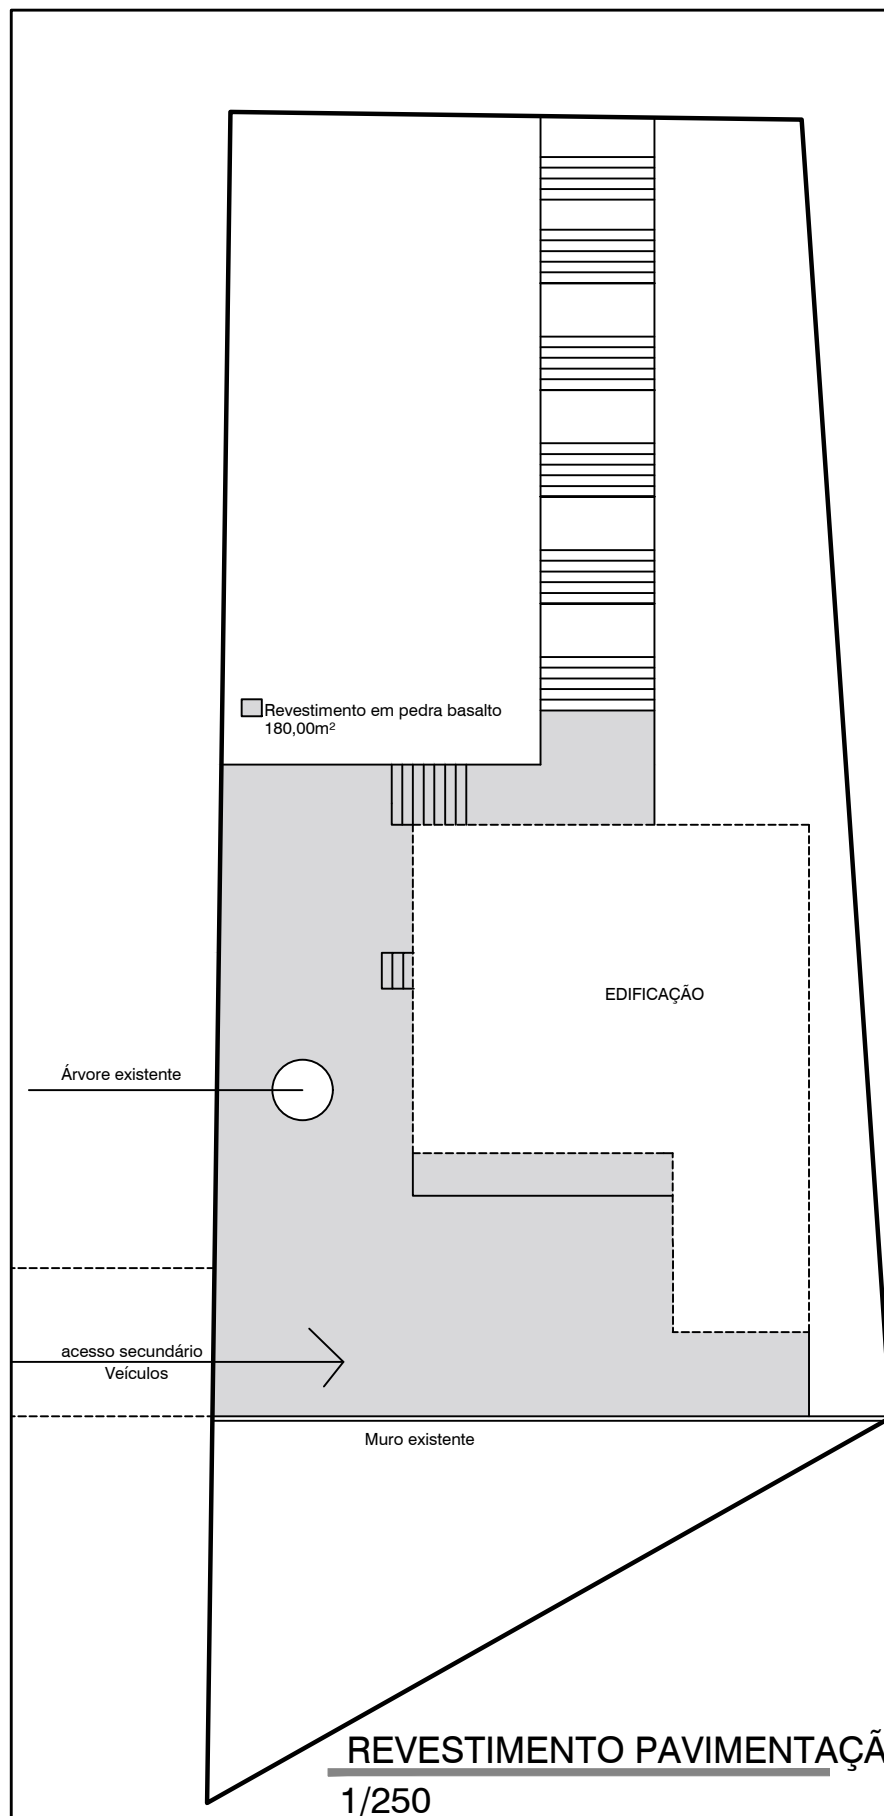 Revestimento em pedra basalto
180,00m²
EDIFICAÇÃO
Árvore existente
acesso secundário
Veículos
Muro existente
REVESTIMENTO PAVIMENTAÇÃ
1/250